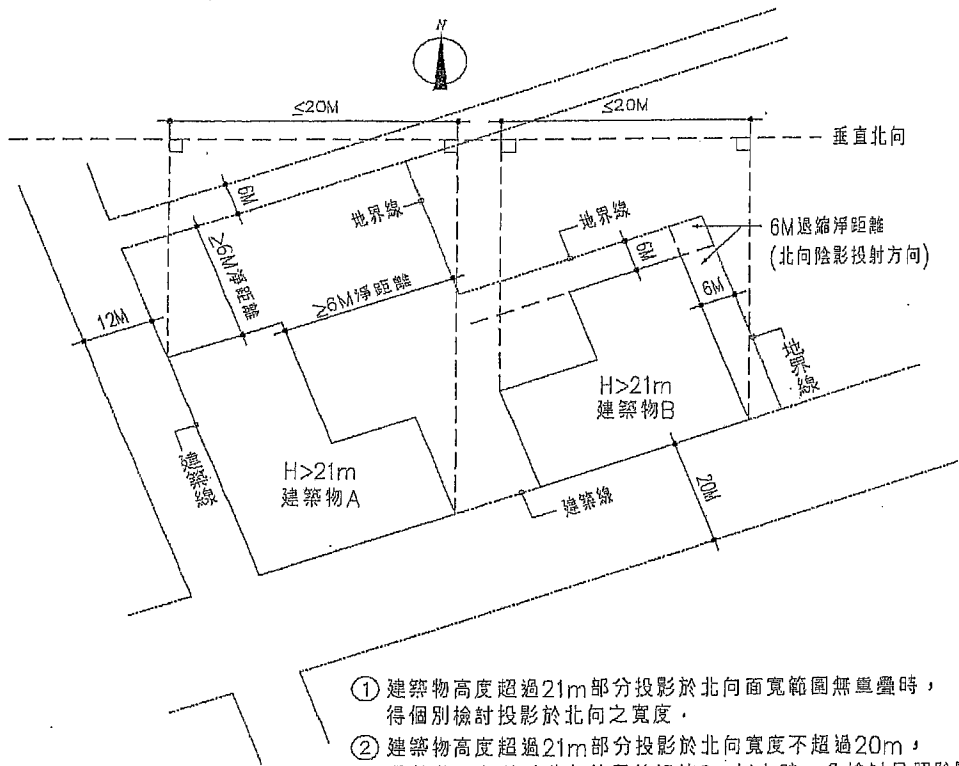 N
≤20M
≤20M
垂直北向
6M
地界線
地界線
6M退縮淨距離
(北向陰影投射方向)
≥6M淨距離
6M
≥6M淨距離
6M
12M
地界線
H>21m
建築物B
建築線
H>21m
建築物A
20M
建築線
① 建築物高度超過21m部分投影於北向面寬範圍無重疊時，
得個別檢討投影於北向之寬度．
② 建築物高度超過21m部分投影於北向寬度不超過20m，